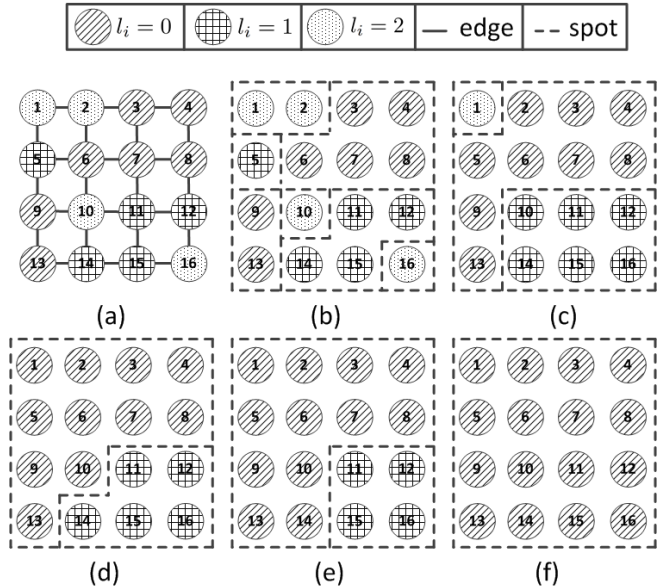 l_i = 0 l_i = 1 l_i = 2 edge spot
1 2 3 4 1 2 3 4 1 2 3 4
5 6 7 8 5 6 7 8 5 6 7 8
9 10 11 12 9 10 11 12 9 10 11 12
13 14 15 16 13 14 15 16 13 14 15 16
(a) (b) (c)
1 2 3 4 1 2 3 4 1 2 3 4
5 6 7 8 5 6 7 8 5 6 7 8
9 10 11 12 9 10 11 12 9 10 11 12
13 14 15 16 13 14 15 16 13 14 15 16
(d) (e) (f)